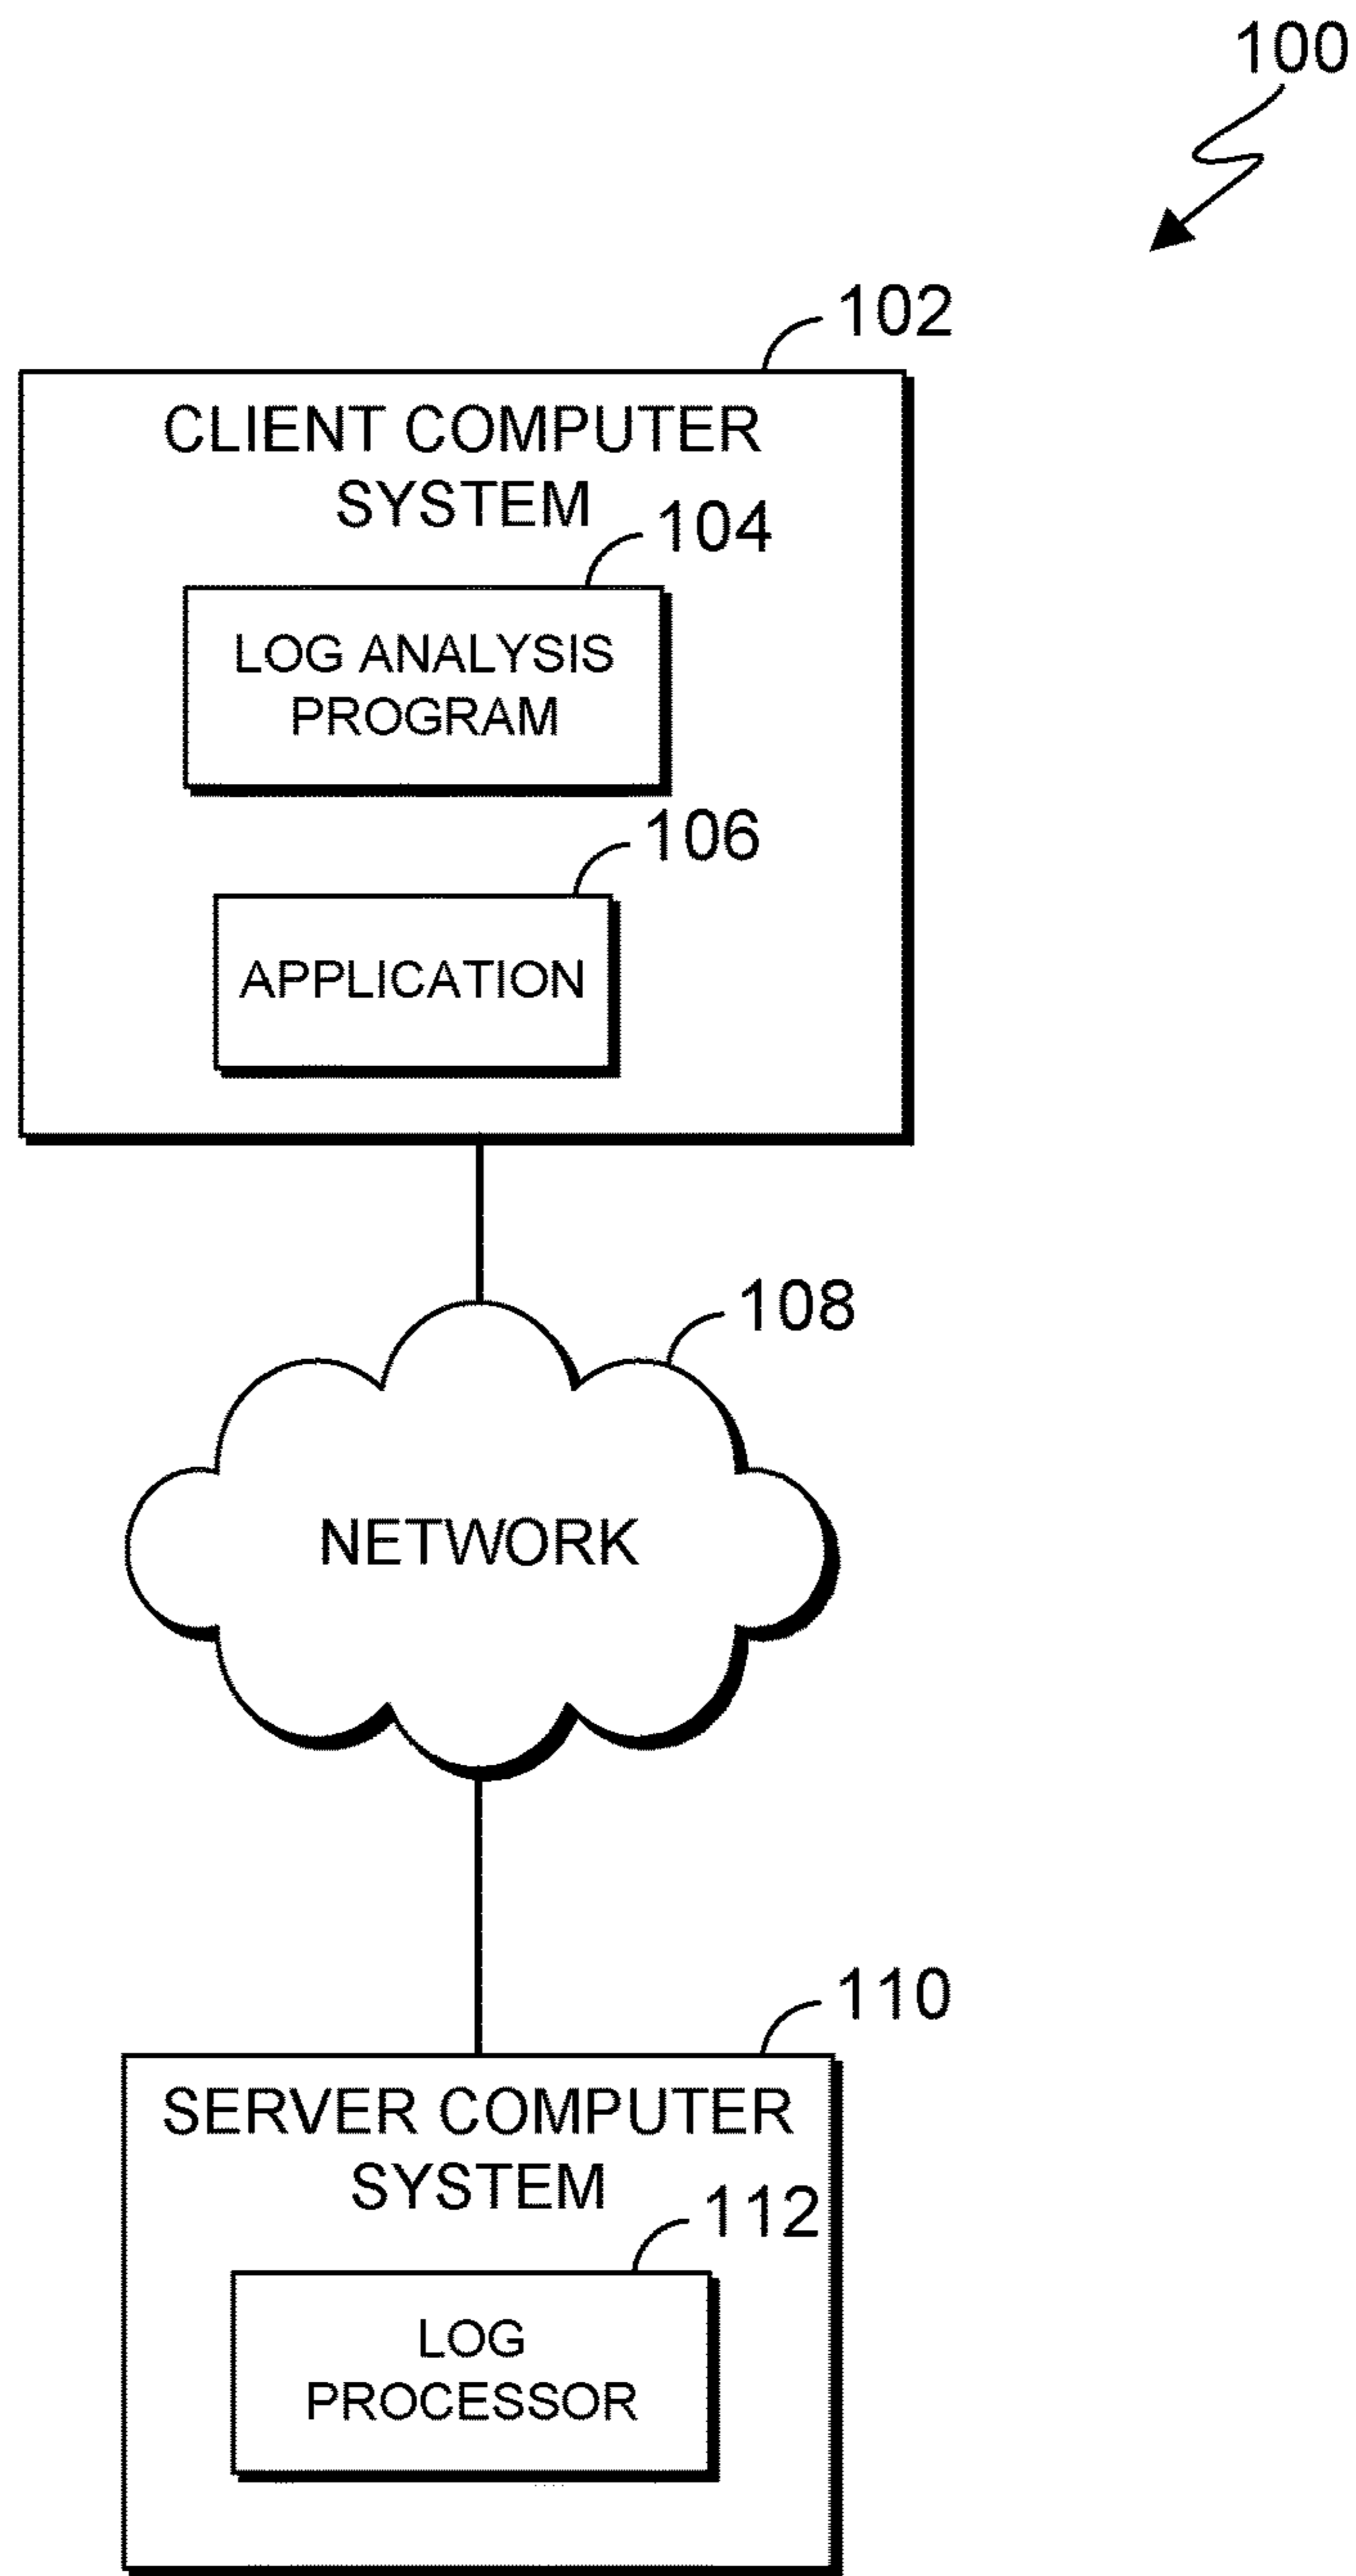 100
102
CLIENT COMPUTER
SYSTEM
104
LOG ANALYSIS
PROGRAM
106
APPLICATION
108
NETWORK
110
SERVER COMPUTER
SYSTEM
112
LOG
PROCESSOR